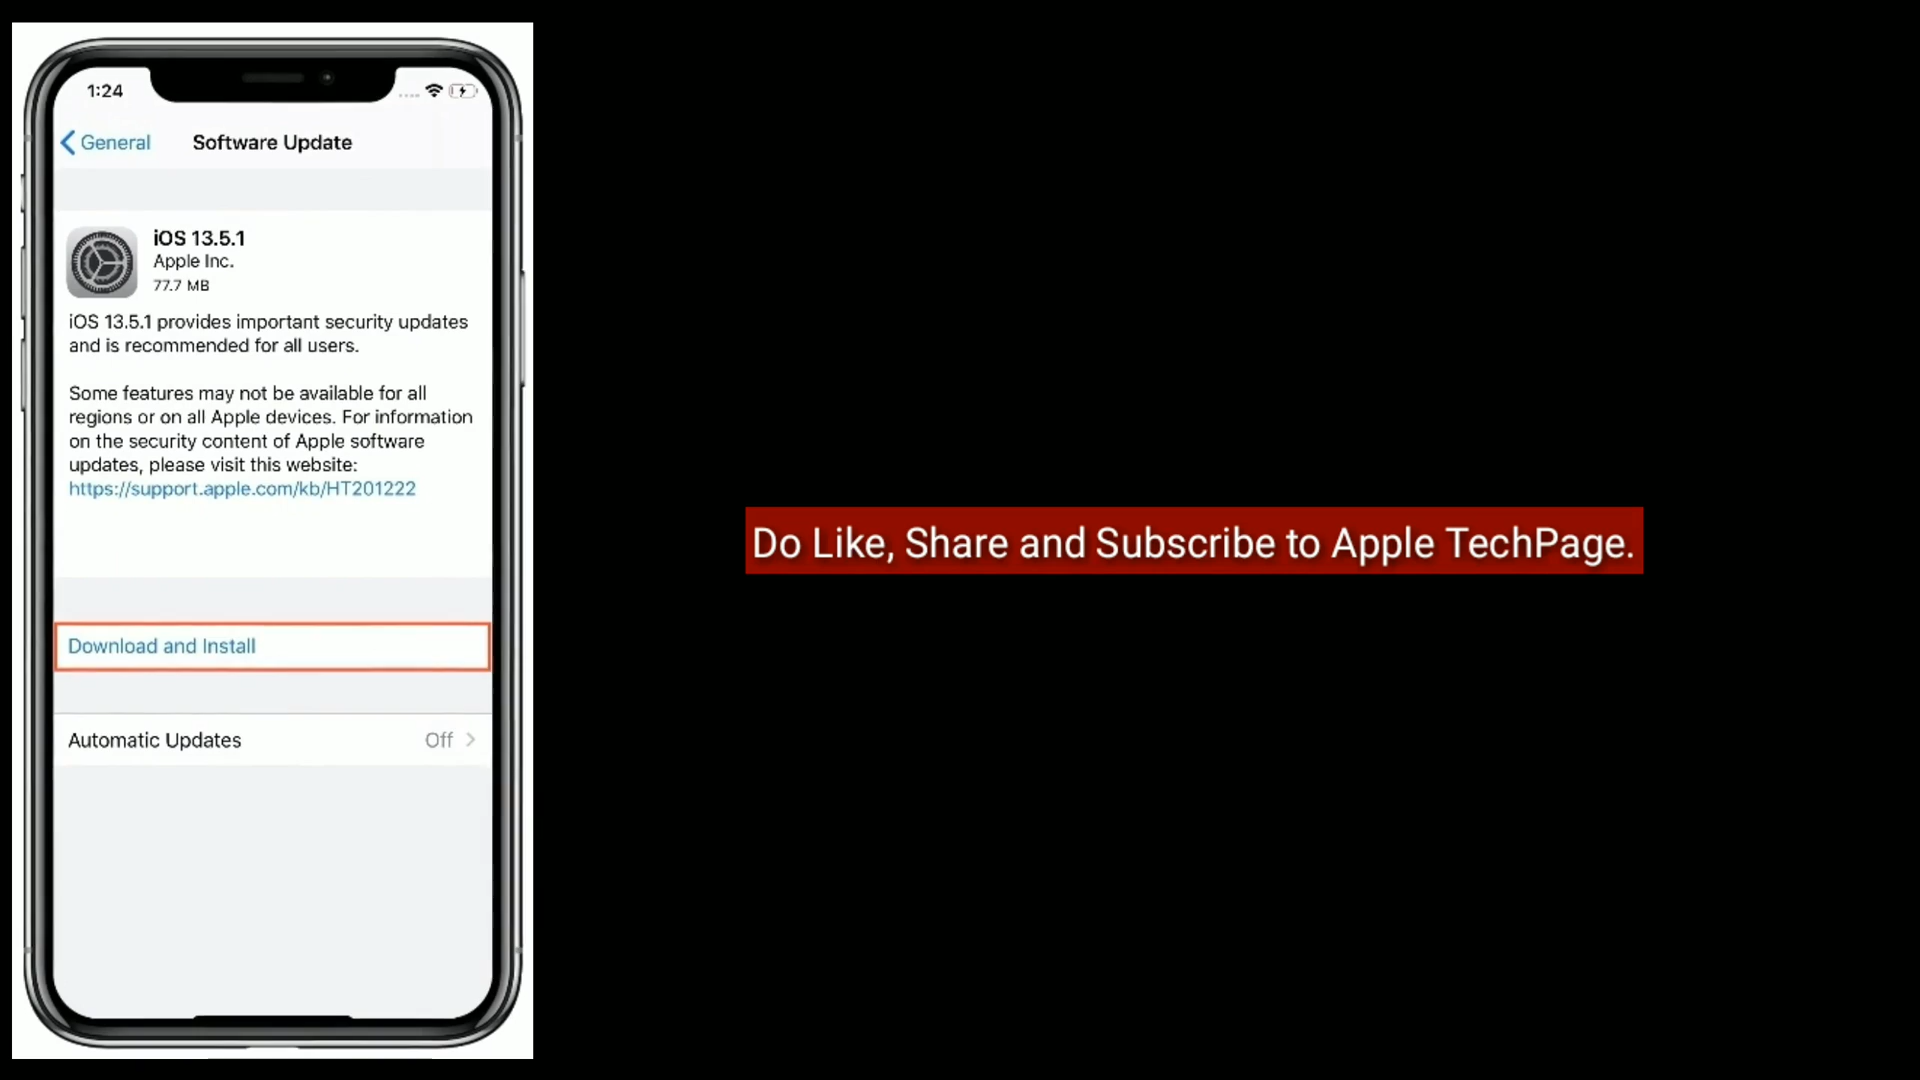 1:24
General
Software Update
iOS 13.5.1
Apple Inc.
77.7 MB
iOS 13.5.1 provides important security updates
and is recommended for all users.
Some features may not be available for all
regions or on all Apple devices. For information
on the security content of Apple software
updates, please visit this website:
https://support.apple.com/kb/HT201222
Download and Install
Automatic Updates
Off
Do Like, Share and Subscribe to Apple TechPage.